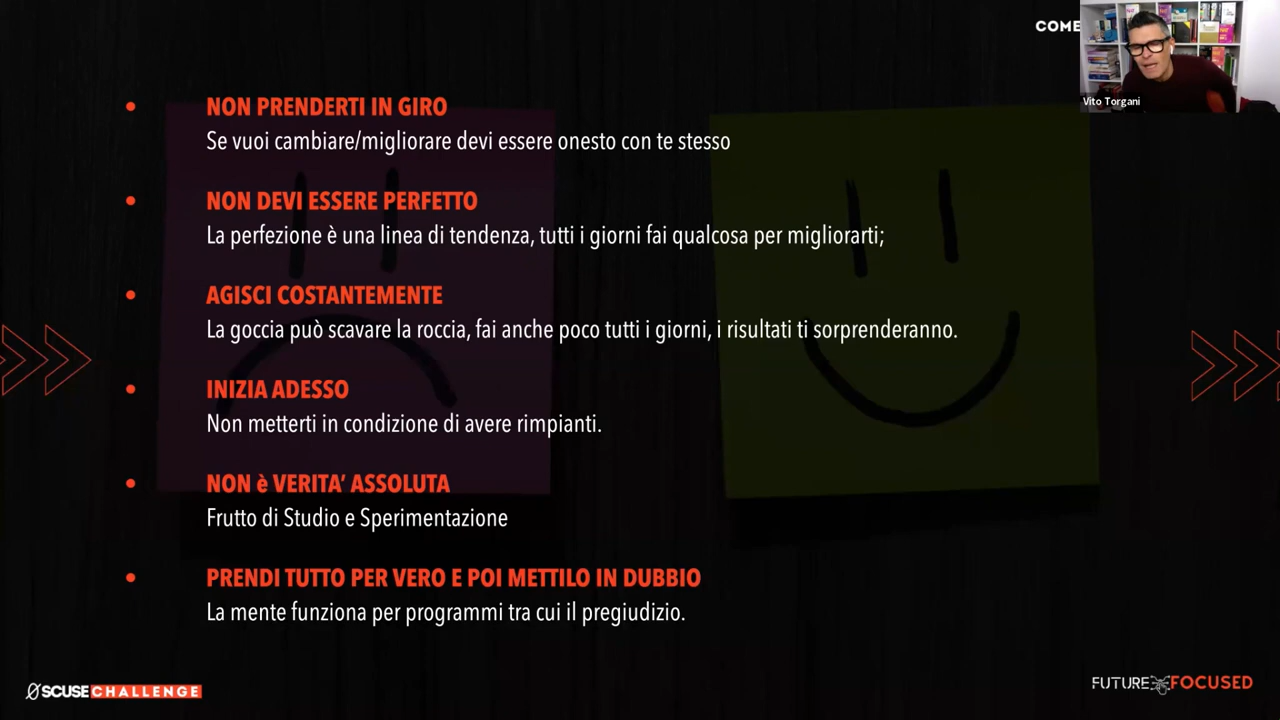 COME
Vito Torgani
• NON PRENDERTI IN GIRO
Se vuoi cambiare/migliorare devi essere onesto con te stesso
• NON DEVI ESSERE PERFETTO
La perfezione è una linea di tendenza, tutti i giorni fai qualcosa per migliorarti;
• AGISCI COSTANTEMENTE
La goccia può scavare la roccia, fai anche poco tutti i giorni, i risultati ti sorprenderanno.
• INIZIA ADESSO
Non metterti in condizione di avere rimpianti.
• NON è VERITA’ ASSOLUTA
Frutto di Studio e Sperimentazione
• PRENDI TUTTO PER VERO E POI METTILO IN DUBBIO
La mente funziona per programmi tra cui il pregiudizio.
ØSCUSECHALLENGE
FUTURE FOCUSED